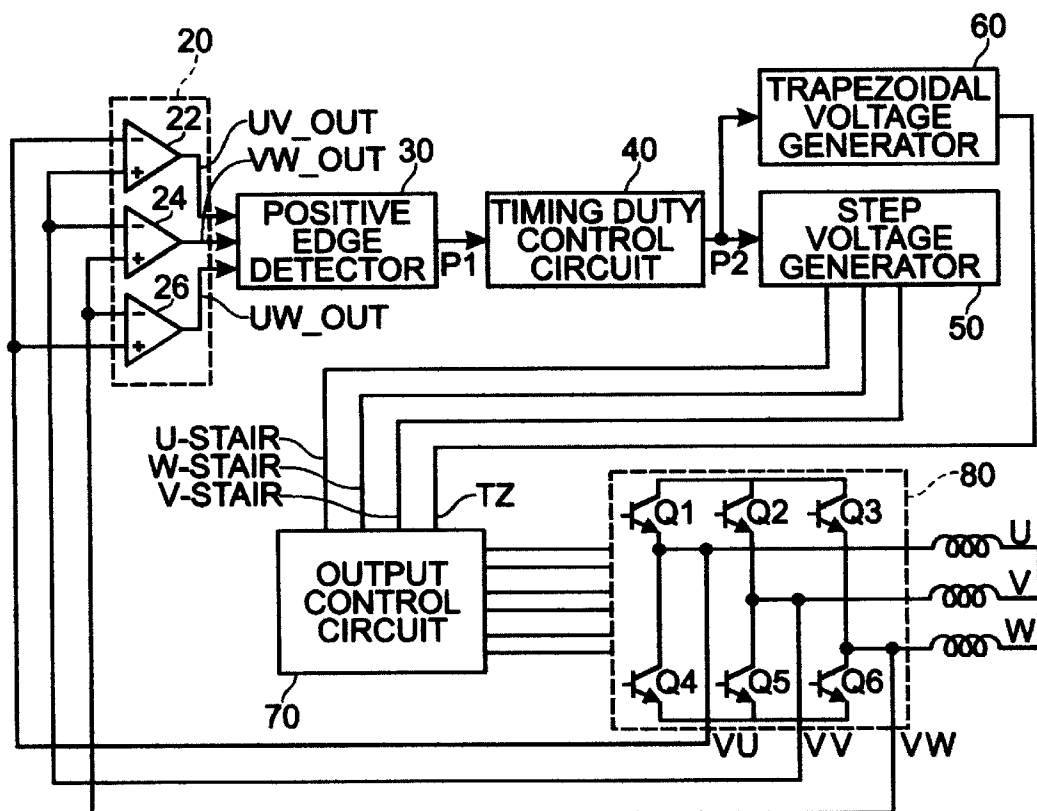 20
60
22
UV_OUT
VW_OUT
30
40
TRAPEZOIDAL
VOLTAGE
GENERATOR
-
+
24
-
+
26
-
+
POSITIVE
EDGE
DETECTOR
P1
TIMING DUTY
CONTROL
CIRCUIT
P2
STEP
VOLTAGE
GENERATOR
50
UW_OUT
U-STAIR
W-STAIR
V-STAIR
TZ
80
Q1
Q2
Q3
U
V
W
OUTPUT
CONTROL
CIRCUIT
Q4
Q5
Q6
70
VU
VV
VW